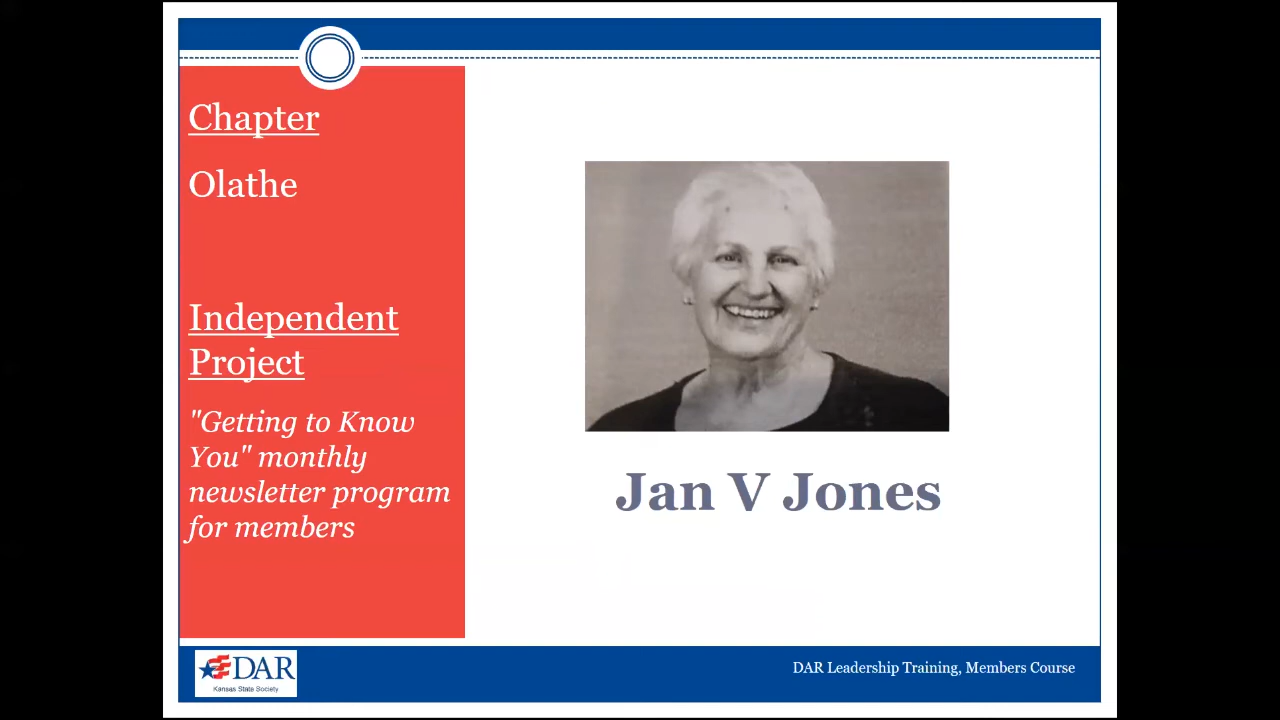 Chapter
Olathe
Independent
Project
"Getting to Know
You" monthly
newsletter program
for members
Jan V Jones
DAR
Kansas State Society
DAR Leadership Training, Members Course